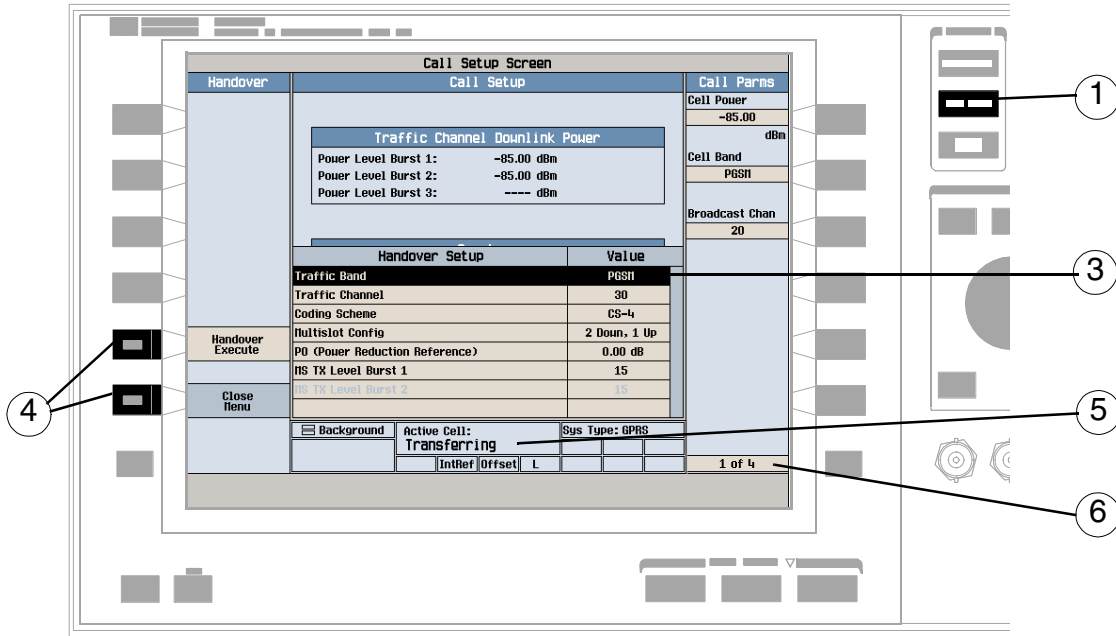 Call Setup Screen
Handover
Call Setup
Call Parms
Traffic Channel Downlink Power
Power Level Burst 1: -85.00 dBm
Power Level Burst 2: -85.00 dBm
Power Level Burst 3: ---- dBm
Cell Power
-85.00
dBm
Cell Band
PGSM
Broadcast Chan
20
Handover Setup Value
Traffic Band PGSM
Traffic Channel 30
Coding Scheme CS-4
Multislot Config 2 Down, 1 Up
P0 (Power Reduction Reference) 0.00 dB
MS TX Level Burst 1 15
MS TX Level Burst 2 15
Handover
Execute
Close
Menu
Background
Active Cell:
Transferring
Sys Type: GPRS
IntRef Offset L
1 of 4
1
3
4
5
6